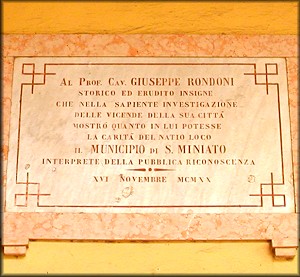 AL PROF. CAV. GIUSEPPE RONDONI
STORICO ED ERUDITO INSIGNE
CHE NELLA SAPIENTE INVESTIGAZIONE
DELLE VICENDE DELLA SUA CITTÀ
MOSTRÒ QUANTO IN LUI POTESSE
LA CARITÀ DEL NATIO LOCO
IL MUNICIPIO DI S. MINIATO
INTERPRETE DELLA PUBBLICA RICONOSCENZA
XVI NOVEMBRE MCMXX